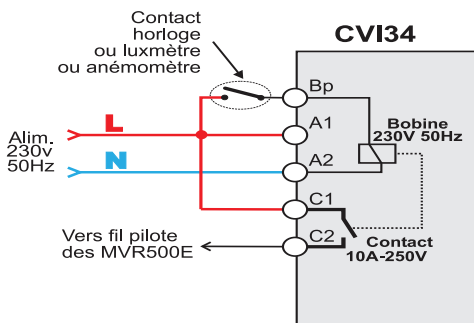 Contact
horloge
ou luxmètre
ou anémomètre
CVI34
Bp
L
A1
Alim.
230v
50Hz
Bobine
230V 50Hz
N
A2
C1
Vers fil pilote
des MVR500E
C2
Contact
10A-250V